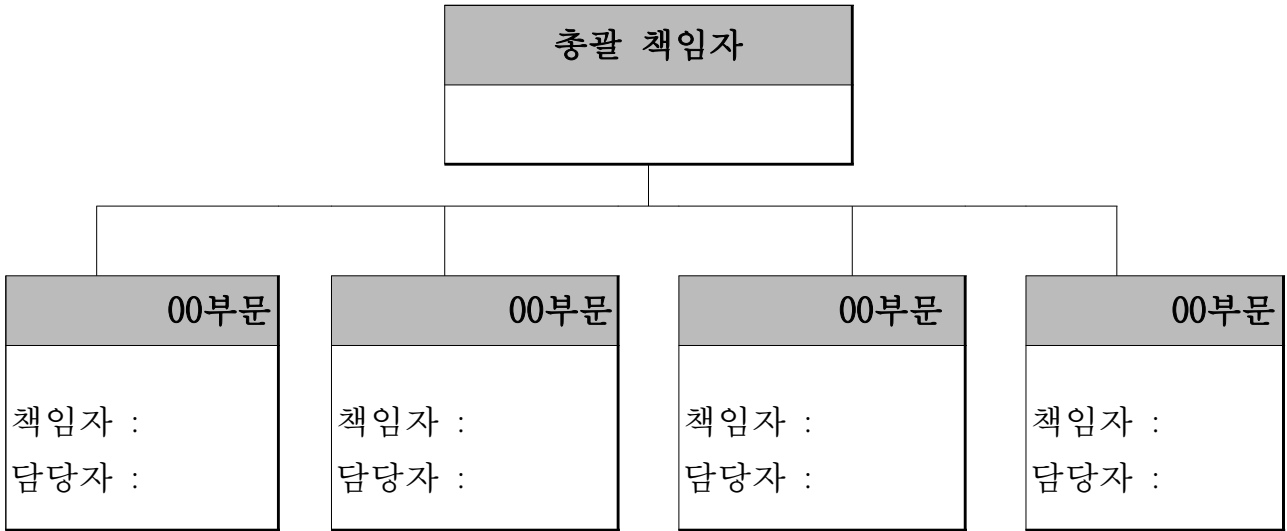 총괄 책임자
00부문
책임자 :
담당자 :
00부문
책임자 :
담당자 :
00부문
책임자 :
담당자 :
00부문
책임자 :
담당자 :